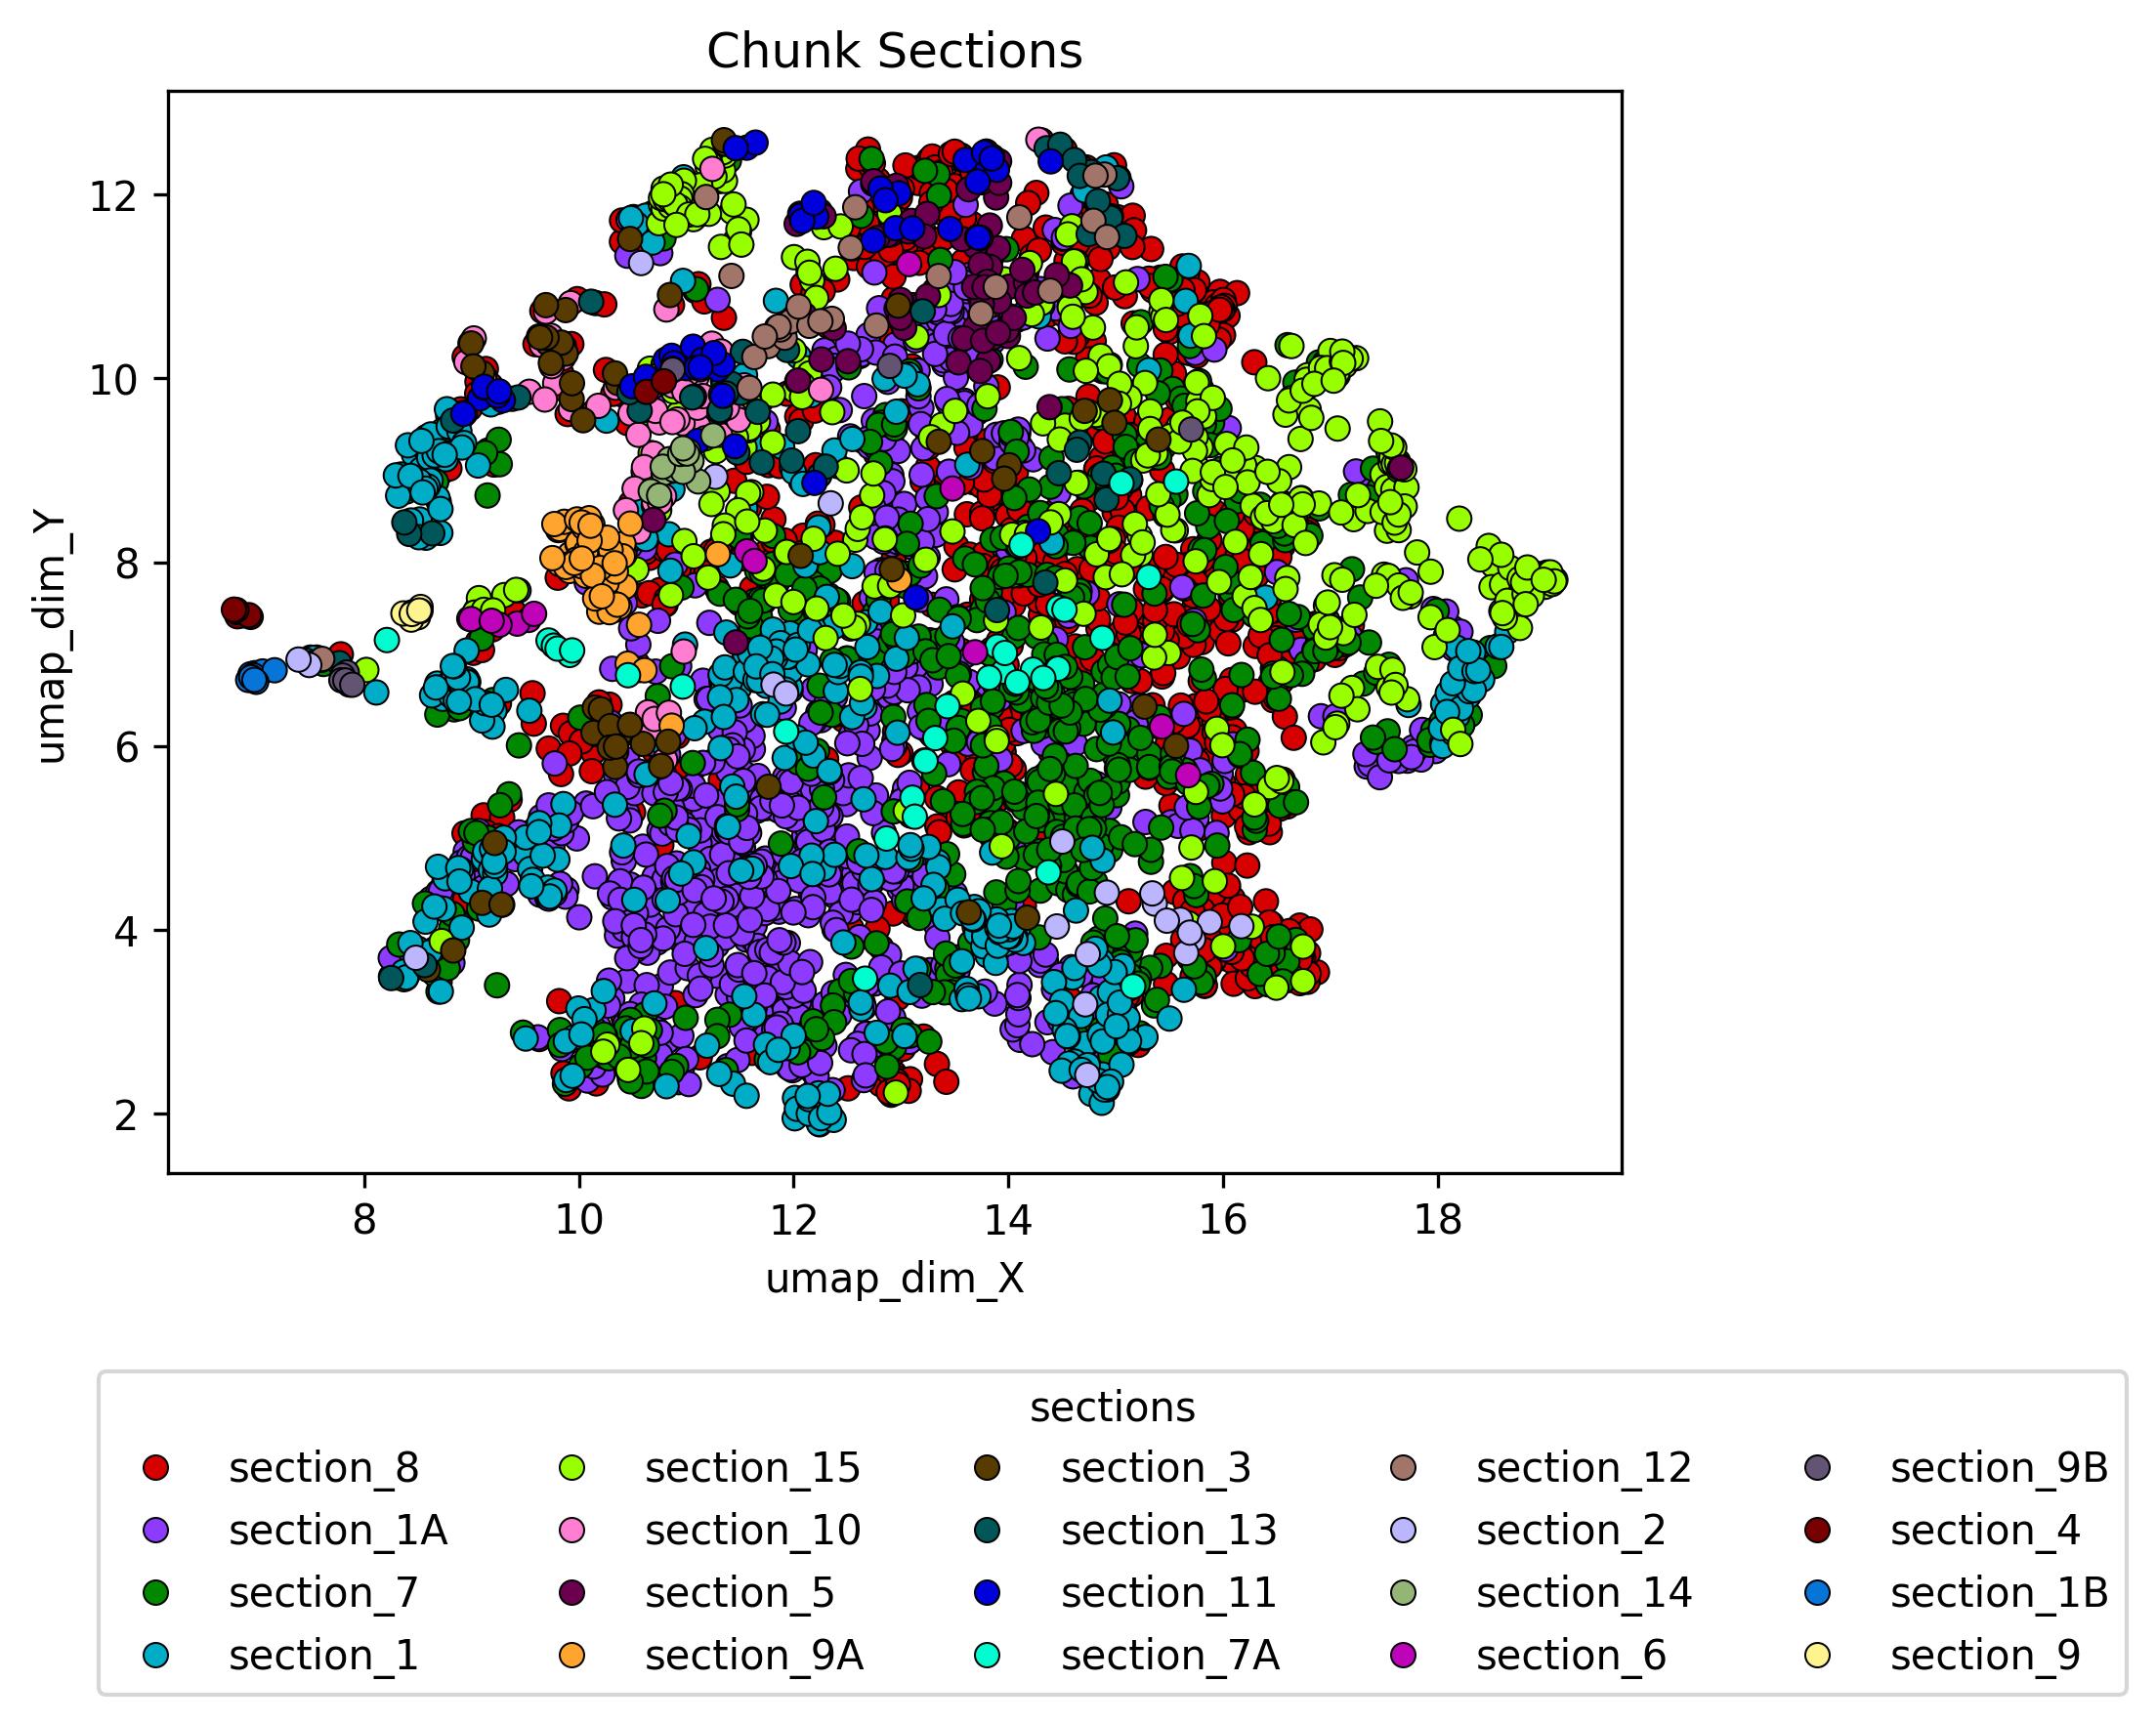 Chunk Sections
umap_dim_Y
12
10
8
6
4
2
8 10 12 14 16 18
umap_dim_X
sections
section_8 section_15 section_3 section_12 section_9B
section_1A section_10 section_13 section_2 section_4
section_7 section_5 section_11 section_14 section_1B
section_1 section_9A section_7A section_6 section_9